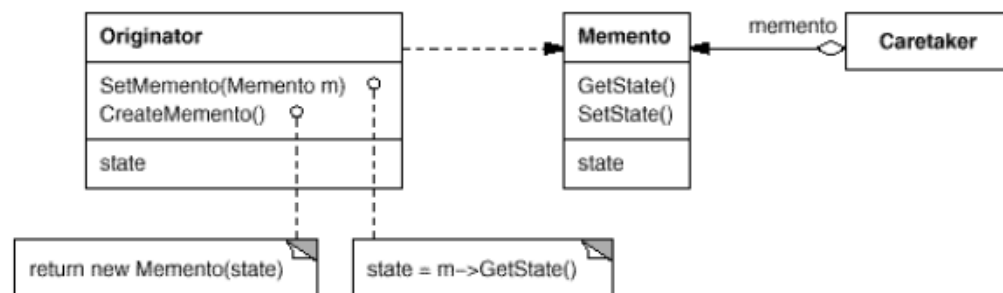 Originator
SetMemento(Memento m)
CreateMemento()
state
return new Memento(state)
state = m->GetState()
Memento
GetState()
SetState()
state
memento
Caretaker